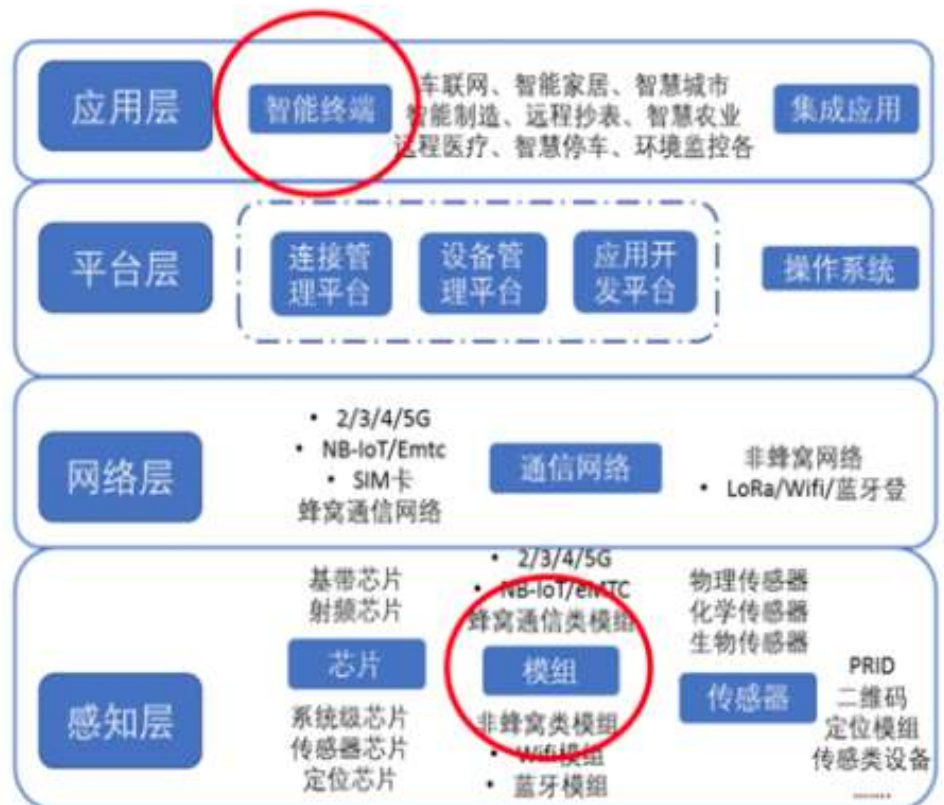 应用层
智能终端
车联网、智能家居、智慧城市
智能制造、远程抄表、智慧农业
远程医疗、智慧停车、环境监控各
集成应用
平台层
连接管
理平台
设备管
理平台
应用开
发平台
操作系统
网络层
• 2/3/4/5G
• NB-IoT/Emtc
• SIM卡
蜂窝通信网络
通信网络
非蜂窝网络
• LoRa/Wifi/蓝牙登
感知层
基带芯片
射频芯片
芯片
系统级芯片
传感器芯片
定位芯片
• 2/3/4/5G
• NB-IoT/eMTC
蜂窝通信类模组
模组
非蜂窝类模组
• Wifi模组
• 蓝牙模组
物理传感器
化学传感器
生物传感器
传感器
PRID
二维码
定位模组
传感类设备
......